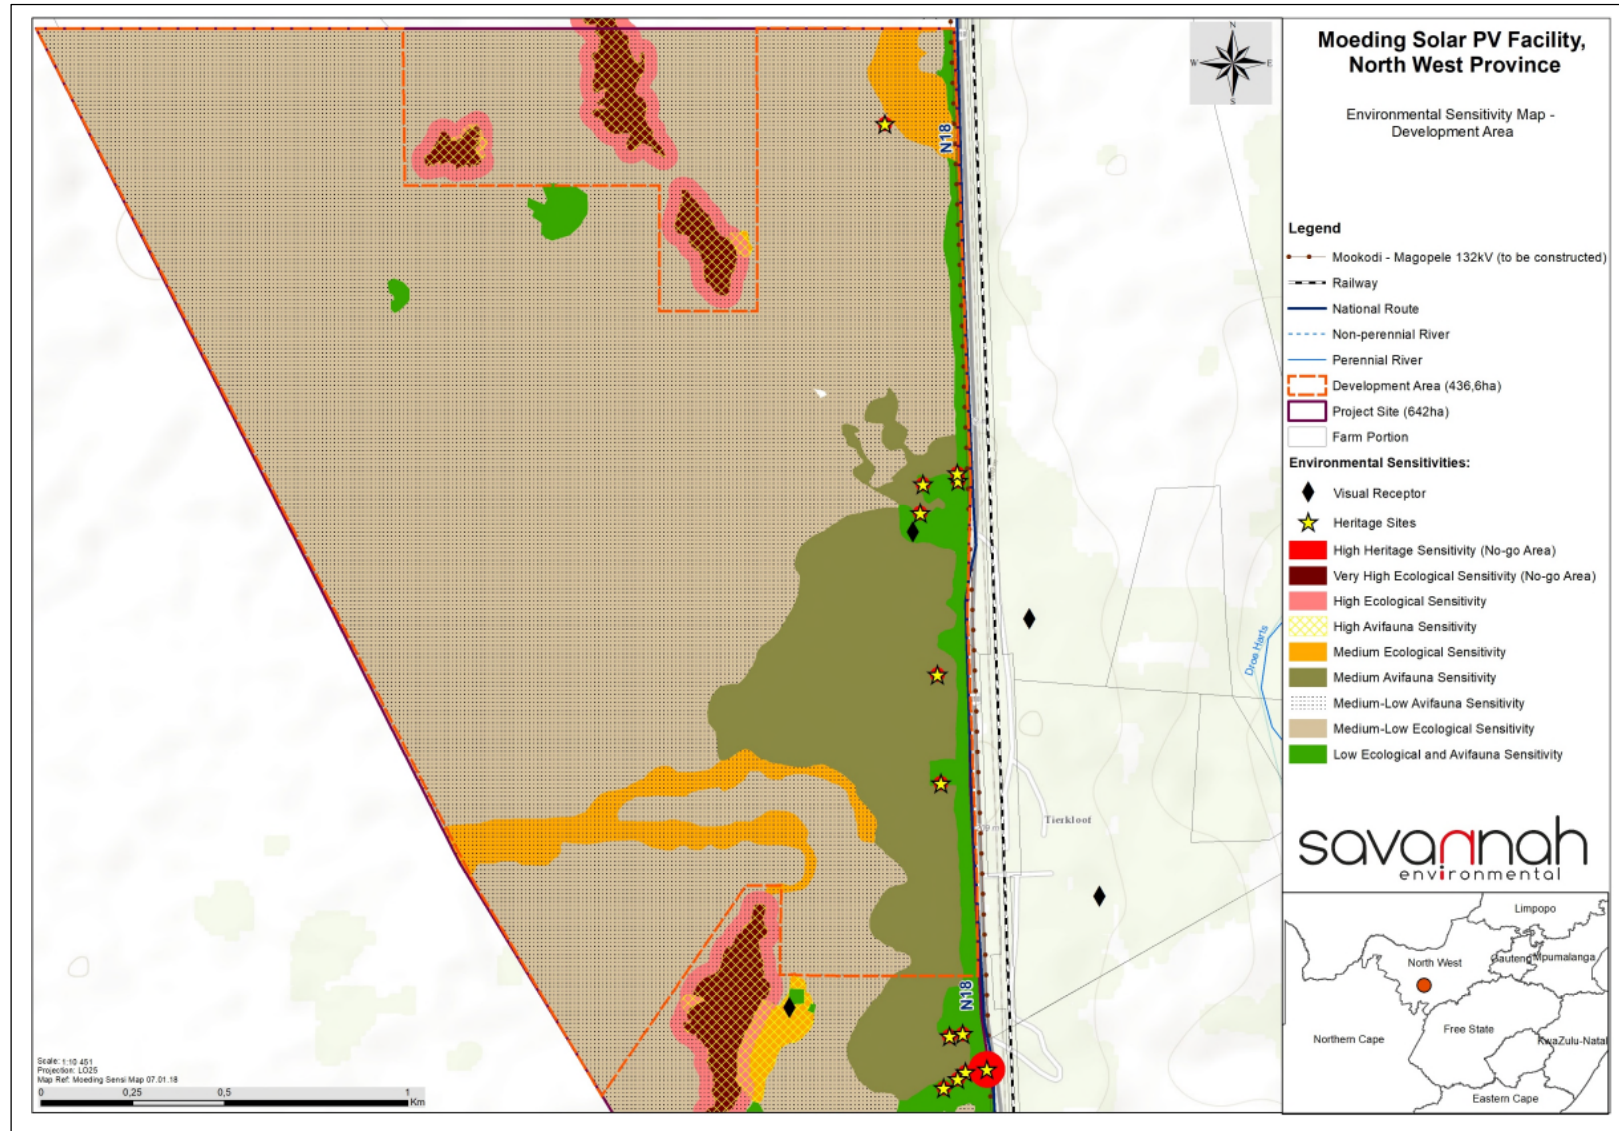 Moeding Solar PV Facility,
North West Province
Environmental Sensitivity Map -
Development Area
N
W
E
S
N18
Legend
Mookodi - Magopele 132kV (to be constructed)
Railway
National Route
Non-perennial River
Perennial River
Development Area (436,6ha)
Project Site (642ha)
Farm Portion
Environmental Sensitivities:
Visual Receptor
Heritage Sites
High Heritage Sensitivity (No-go Area)
Very High Ecological Sensitivity (No-go Area)
High Ecological Sensitivity
High Avifauna Sensitivity
Medium Ecological Sensitivity
Medium Avifauna Sensitivity
Medium-Low Avifauna Sensitivity
Medium-Low Ecological Sensitivity
Low Ecological and Avifauna Sensitivity
Droe Harts
Tierkloof
N18
savannah
environmental
Limpopo
North West
Gauteng
Mpumalanga
Northern Cape
Free State
KwaZulu-Natal
Eastern Cape
Scale: 1:10 451
Projection: LO25
Map Ref: Moeding Sensi Map 07.01.18
0 0,25 0,5 1
Km